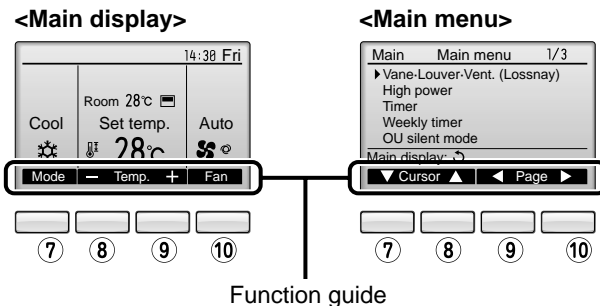 <Main display>
14:30 Fri
Room 28°C
Cool
Set temp.
Auto
28°C
Mode − Temp. + Fan
7 8 9 10
<Main menu>
Main Main menu 1/3
▶Vane·Louver·Vent. (Lossnay)
High power
Timer
Weekly timer
OU silent mode
Main display:
▼ Cursor ▲ ◀ Page ▶
7 8 9 10
Function guide